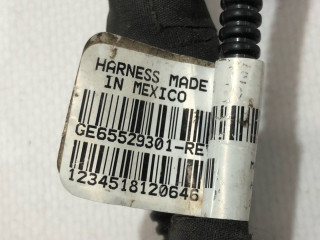 HARNESS MADE
IN MEXICO
GE65529301-RE
1234518120646